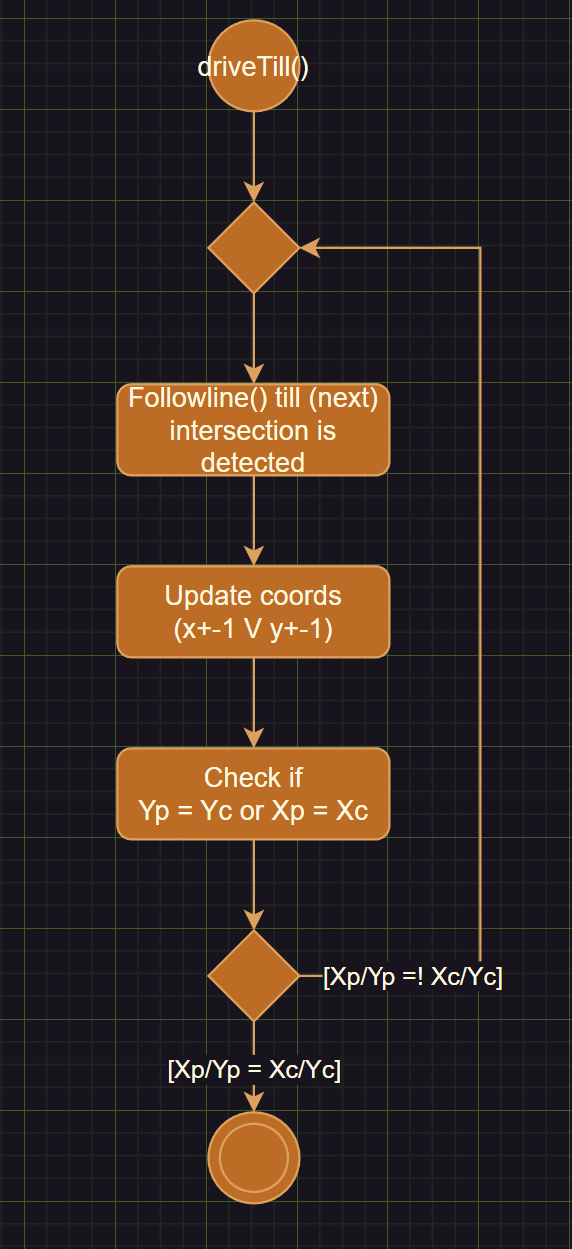 driveTill()
Followline() till (next)
intersection is
detected
Update coords
(x+-1 V y+-1)
Check if
Yp = Yc or Xp = Xc
[Xp/Yp =! Xc/Yc]
[Xp/Yp = Xc/Yc]